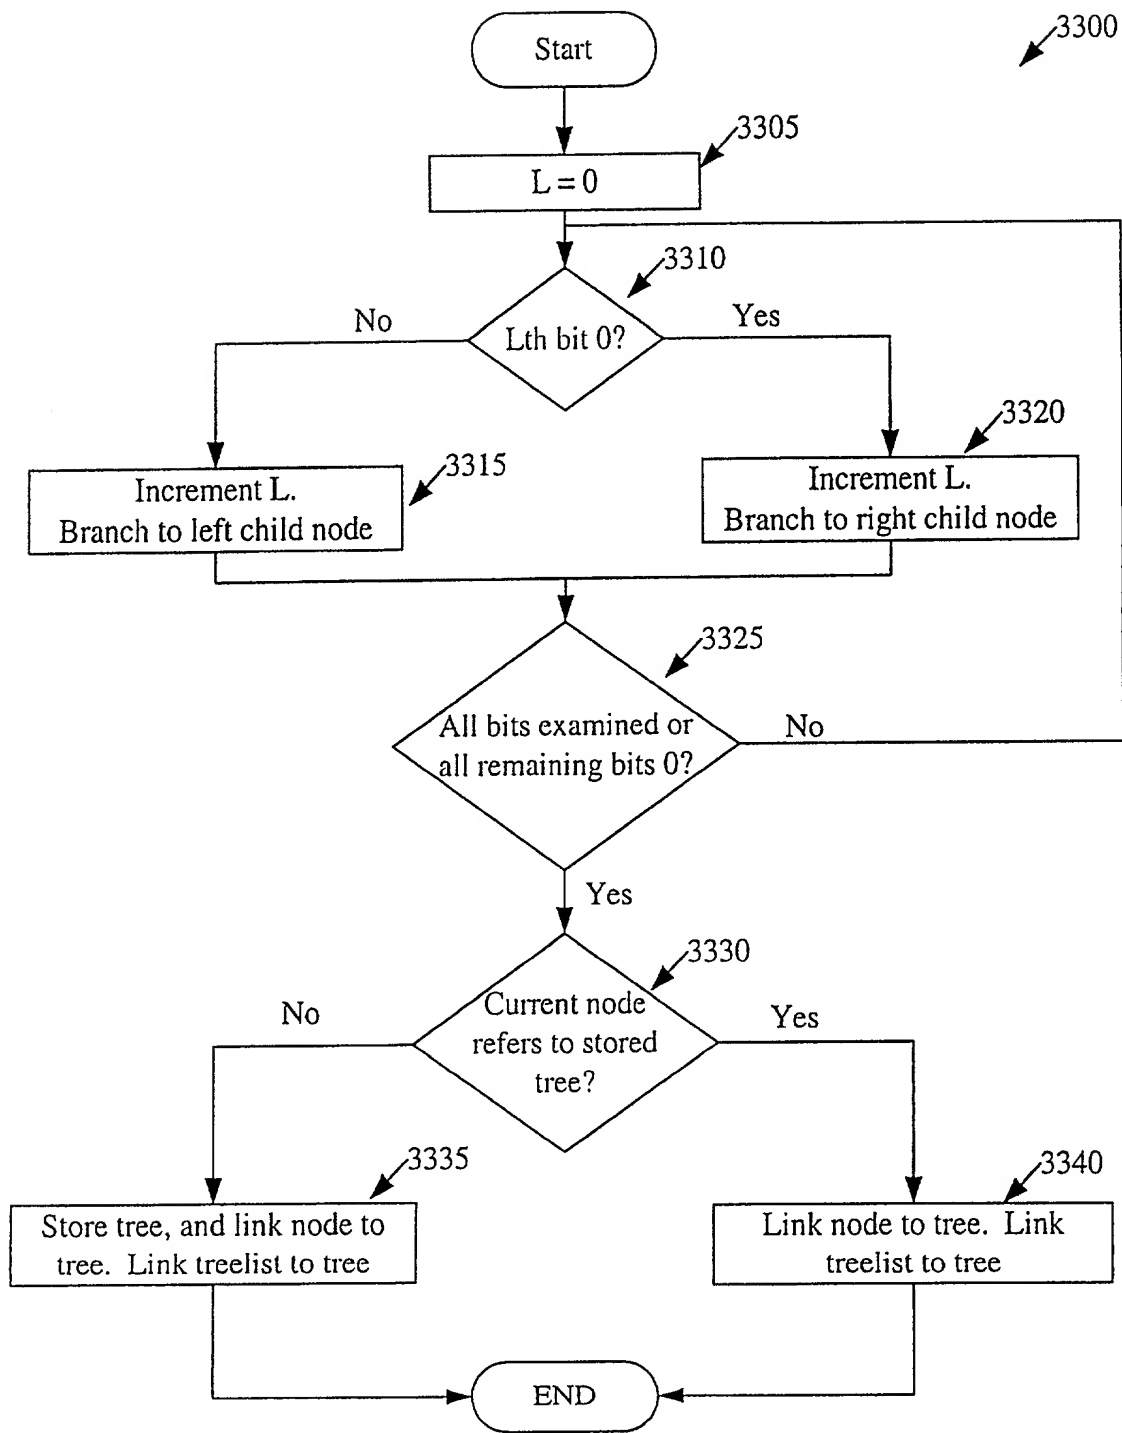 Start
3300
3305
L = 0
3310
No
Lth bit 0?
Yes
3320
3315
Increment L.
Branch to left child node
Increment L.
Branch to right child node
3325
All bits examined or
all remaining bits 0?
No
Yes
3330
No
Current node
refers to stored
tree?
Yes
3335
3340
Store tree, and link node to
tree. Link treelist to tree
Link node to tree. Link
treelist to tree
END